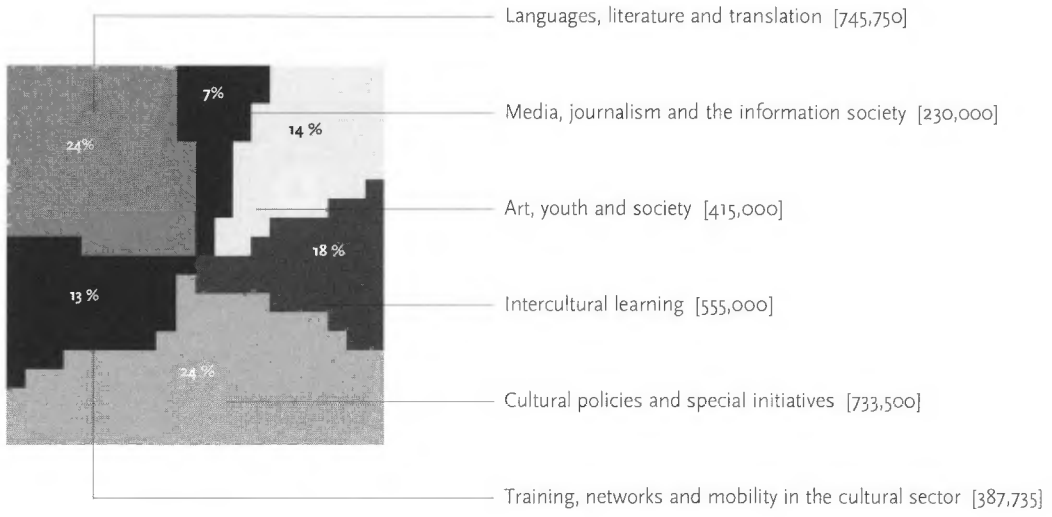 Languages, literature and translation [745,750]
7%
Media, journalism and the information society [230,000]
14 %
24%
Art, youth and society [415,000]
18 %
13 %
Intercultural learning [555,000]
24 %
Cultural policies and special initiatives [733,500]
Training, networks and mobility in the cultural sector [387,735]